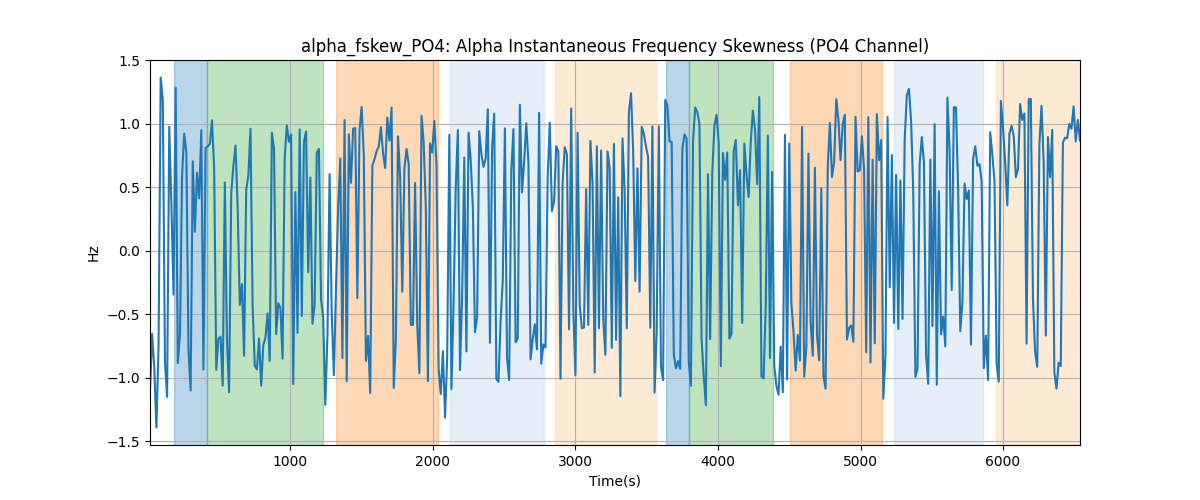 alpha_fskew_PO4: Alpha Instantaneous Frequency Skewness (PO4 Channel)
1.5
1.0
0.5
0.0
−0.5
−1.0
−1.5
Hz
1000 2000 3000 4000 5000 6000
Time(s)